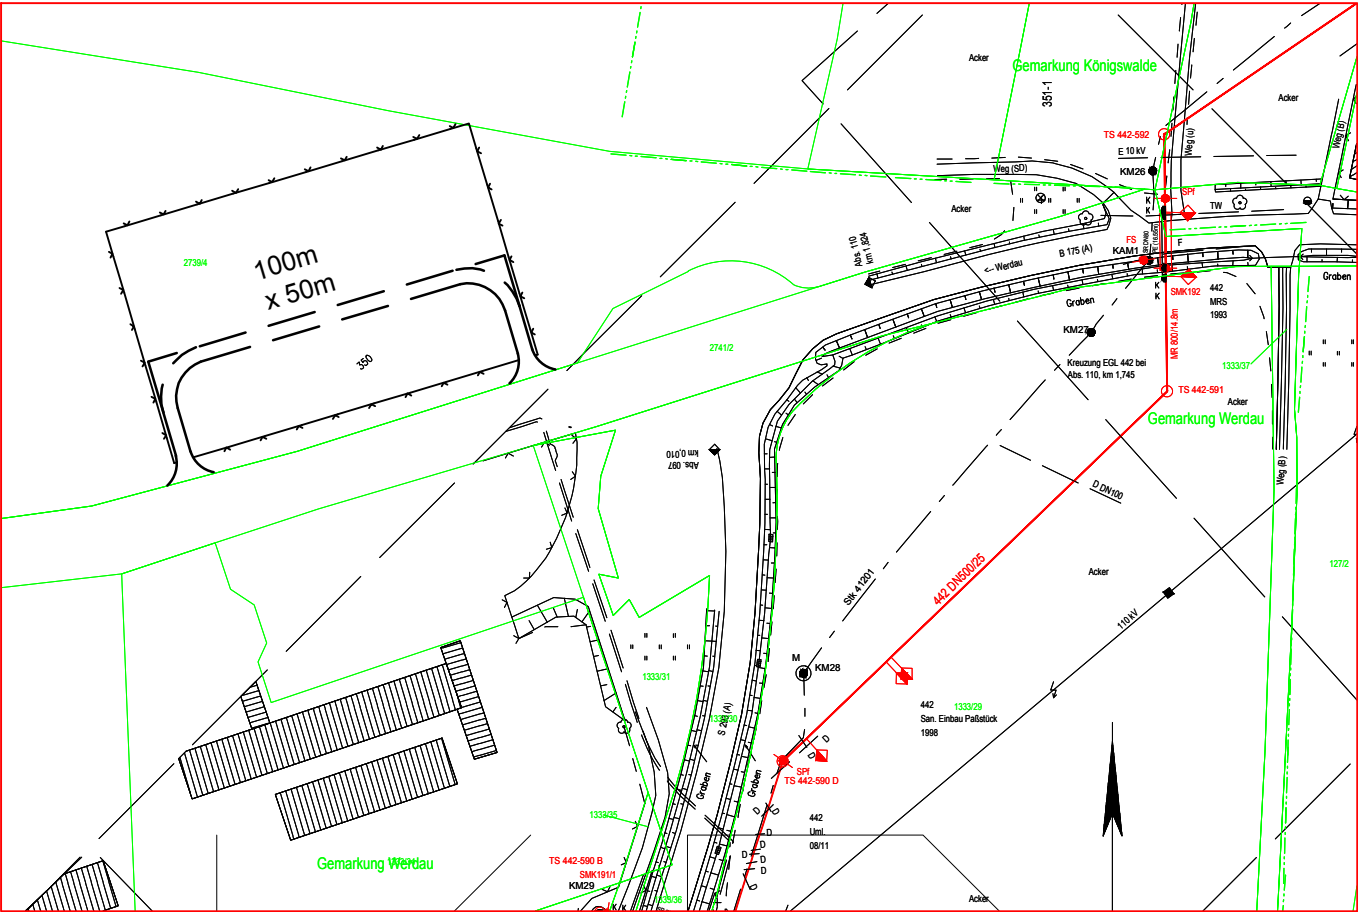 Acker
Gemarkung Königswalde
351-1
Acker
TS 442-592
E 10 kV
Weg (u)
Weg (B)
Weg (SD)
KM26
SPf
K
K
TW
Acker
Abs. 110
km 1,824
B 175 (A)
<-- Werdau
FS
KAM1
F
2739/4
100m
x 50m
350
Graben
Graben
SMK192
K
K
442
MRS
1993
MR 800/14.8m
KM27
2741/2
Kreuzung EGL 442 bei
Abs. 110, km 1,745
1333/37
TS 442-591
Acker
Gemarkung Werdau
Abs. 097
km 0,010
Weg (B)
D DN100
Stk 41201
442 DN500/25
Acker
127/2
110 kV
M
KM28
1333/31
442
1333/29
San. Einbau Paßstück
1998
S 289 (A)
D
D
SPf
TS 442-590 D
Graben
Graben
D
D
442
Uml.
08/11
1333/35
D
D
D
D
D
D
Gemarkung Werdau
TS 442-590 B
SMK191/1
KM29
K
K
1333/36
Acker